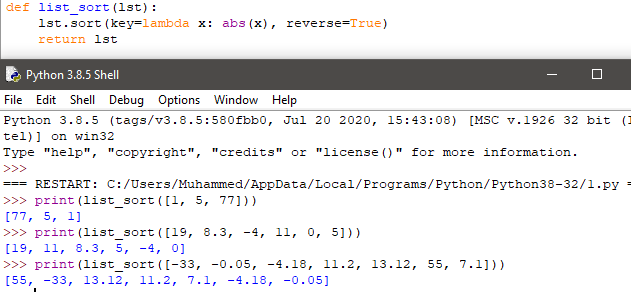 def list_sort(lst):
    lst.sort(key=lambda x: abs(x), reverse=True)
    return lst
Python 3.8.5 Shell
File Edit Shell Debug Options Window Help
Python 3.8.5 (tags/v3.8.5:580fbb0, Jul 20 2020, 15:43:08) [MSC v.1926 32 bit (
tel)] on win32
Type "help", "copyright", "credits" or "license()" for more information.
>>>
=== RESTART: C:/Users/Muhammed/AppData/Local/Programs/Python/Python38-32/1.py =
>>> print(list_sort([1, 5, 77]))
[77, 5, 1]
>>> print(list_sort([19, 8.3, -4, 11, 0, 5]))
[19, 11, 8.3, 5, -4, 0]
>>> print(list_sort([-33, -0.05, -4.18, 11.2, 13.12, 55, 7.1]))
[55, -33, 13.12, 11.2, 7.1, -4.18, -0.05]